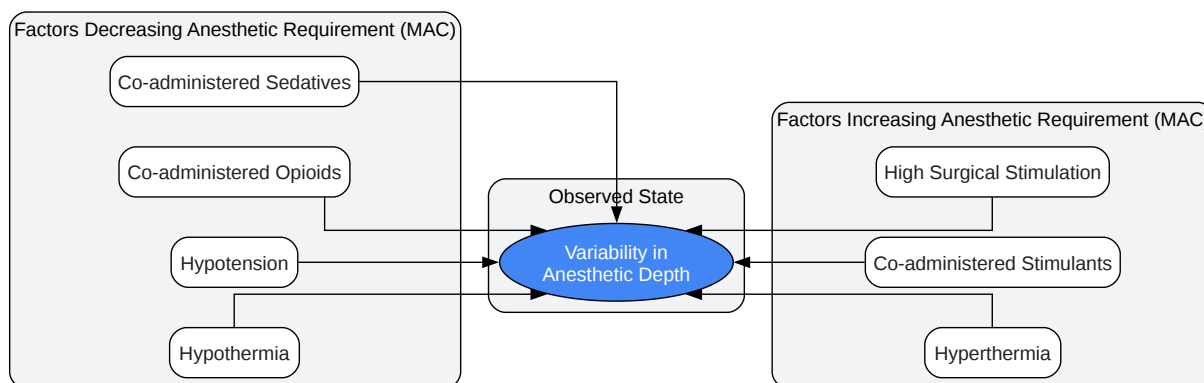 Factors Decreasing Anesthetic Requirement (MAC)
Co-administered Sedatives
Co-administered Opioids
Hypotension
Hypothermia
Observed State
Variability in
Anesthetic Depth
Factors Increasing Anesthetic Requirement (MAC
High Surgical Stimulation
Co-administered Stimulants
Hyperthermia